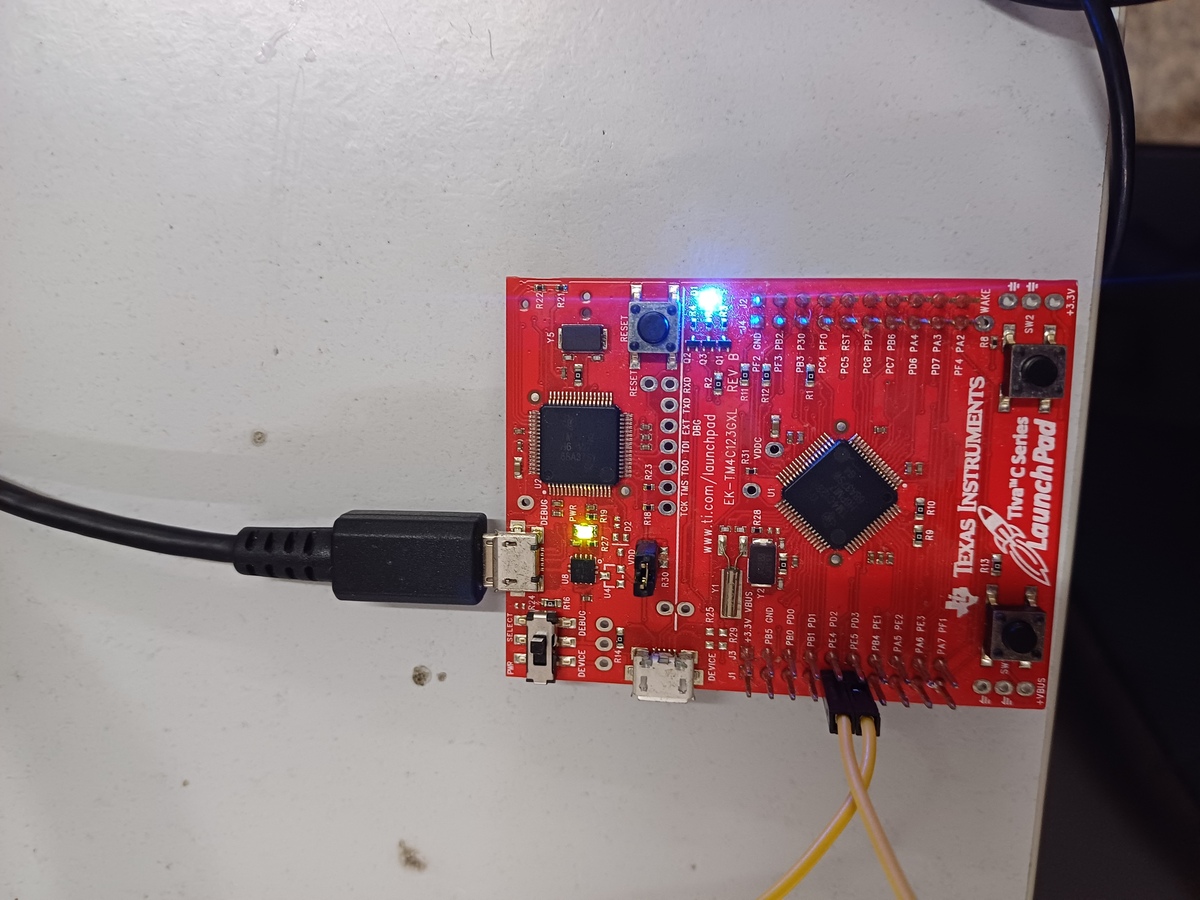 PWR SELECT
R24
R16
DEVICE DEBUG
DEBUG
U2
Y5
R22
R21
U8
PWR
R27 R19
U4
D2
R14
VDD
R30
R18 R23
RESET
RESET
TCK TMS TDO TDI EXT TXD RXD
DBG
www.ti.com/launchpad
EK-TM4C123GXL
REV B
DEVICE
R25
R29
Y1
VBUS
Y2
R28
R31
VDDC
U1
Q2
Q3
Q1
R4 D1
R2
R11
R12
R1
J1 J3
+3.3V
PB5 GND
PB0 PD0
PB1 PD1
PE4 PD2
PE5 PD3
PB4 PE1
PA5 PE2
PA6 PE3
PA7 PF1
J4 J2
PF2 GND
PF3 PB2
PB3 P30
PC4 PF0
PC5 RST
PC6 PB7
PC7 PB6
PD6 PA4
PD7 PA3
PF4 PA2
R9 R10
TEXAS INSTRUMENTS
R13
R8 WAKE
Tiva™ C Series
LaunchPad
SW
SW2
+VBUS
+3.3V